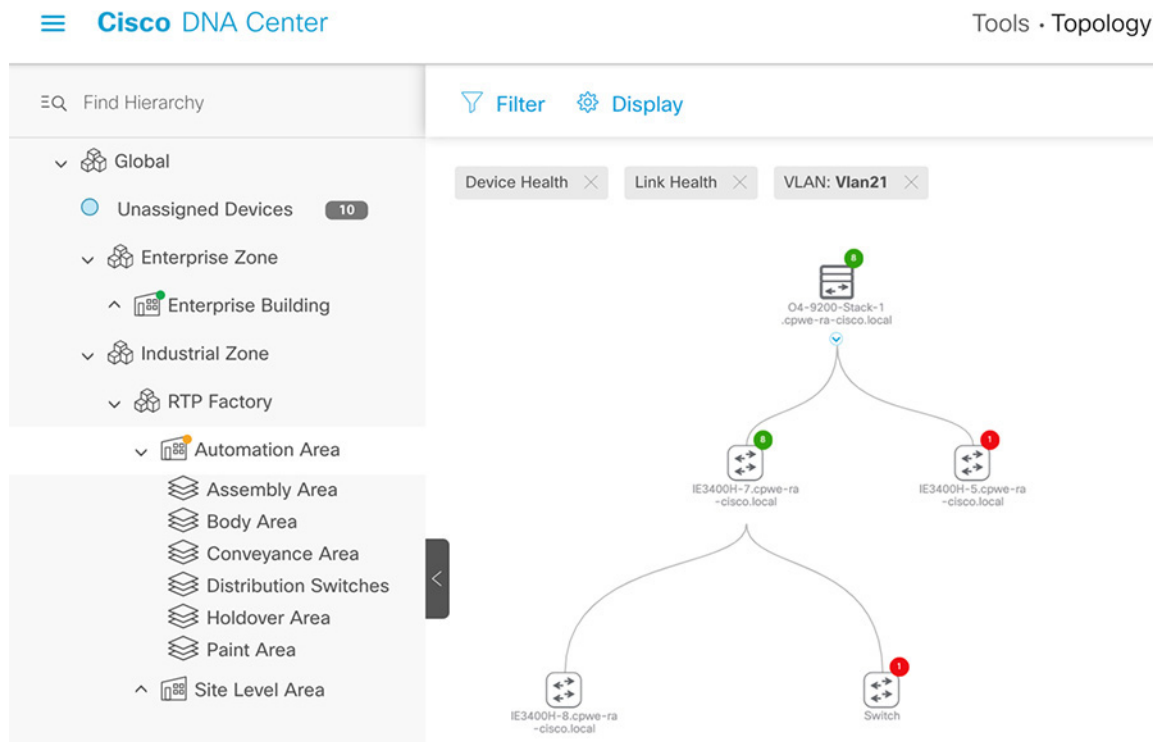 Cisco DNA Center
Tools · Topology
Find Hierarchy
Filter
Display
Global
Unassigned Devices 10
Enterprise Zone
Enterprise Building
Industrial Zone
RTP Factory
Automation Area
Assembly Area
Body Area
Conveyance Area
Distribution Switches
Holdover Area
Paint Area
Site Level Area
Device Health
Link Health
VLAN: Vlan21
8
O4-9200-Stack-1
.cpwe-ra-cisco.local
8
IE3400H-7.cpwe-ra
-cisco.local
1
IE3400H-5.cpwe-ra
-cisco.local
IE3400H-8.cpwe-ra
-cisco.local
1
Switch